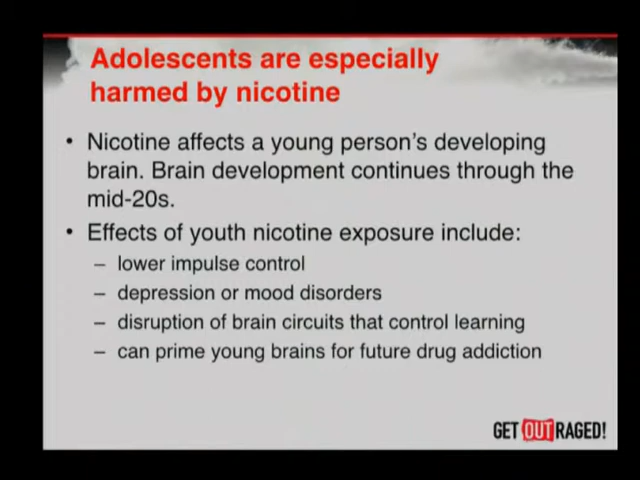 Adolescents are especially
harmed by nicotine
• Nicotine affects a young person's developing
brain. Brain development continues through the
mid-20s.
• Effects of youth nicotine exposure include:
– lower impulse control
– depression or mood disorders
– disruption of brain circuits that control learning
– can prime young brains for future drug addiction
GET OUTRAGED!